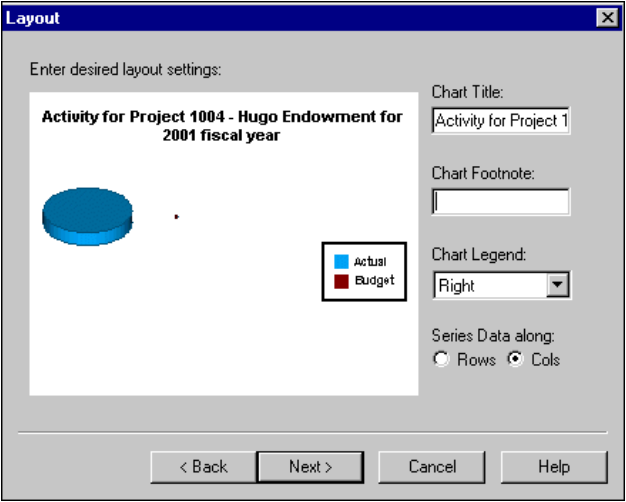 Layout
Enter desired layout settings:
Activity for Project 1004 - Hugo Endowment for
2001 fiscal year
Actual
Budget
Chart Title:
Activity for Project 1
Chart Footnote:
Chart Legend:
Right
Series Data along:
Rows Cols
< Back Next > Cancel Help